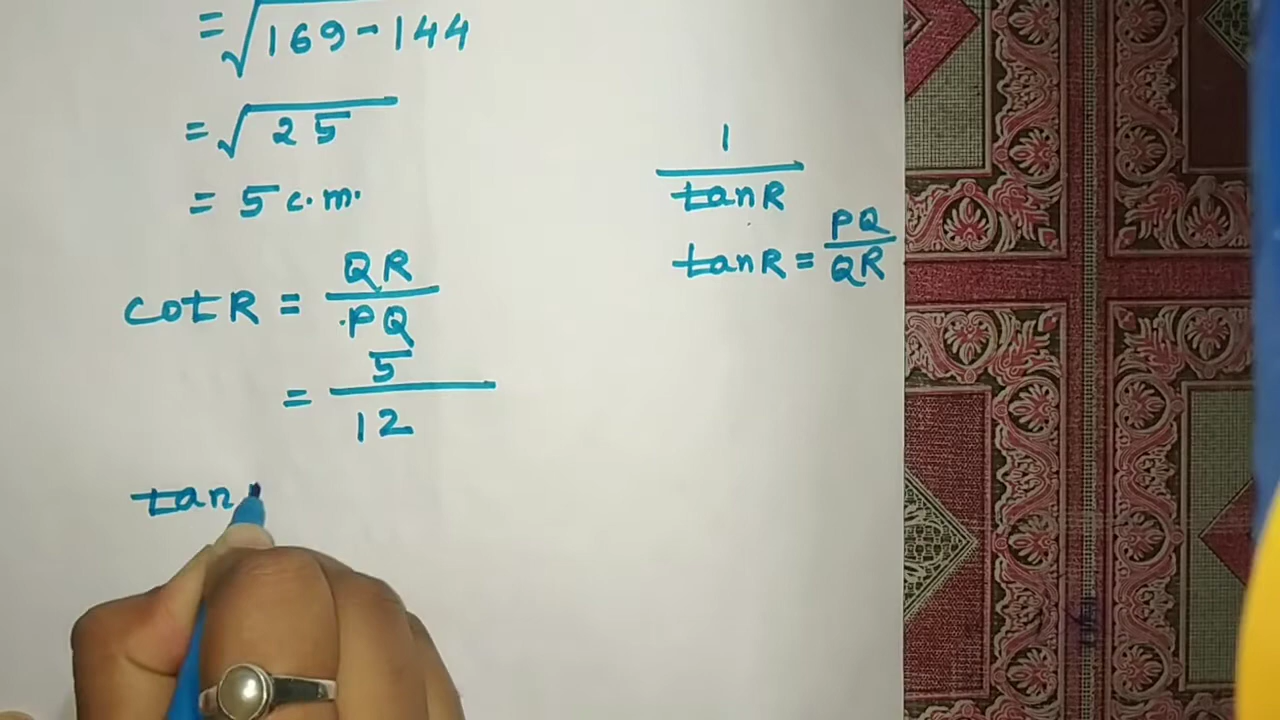 = √169 - 144
= √25
= 5 c.m.
cot R = QR / PQ
= 5 / 12
tan
1 / tan R
tan R = PQ / QR